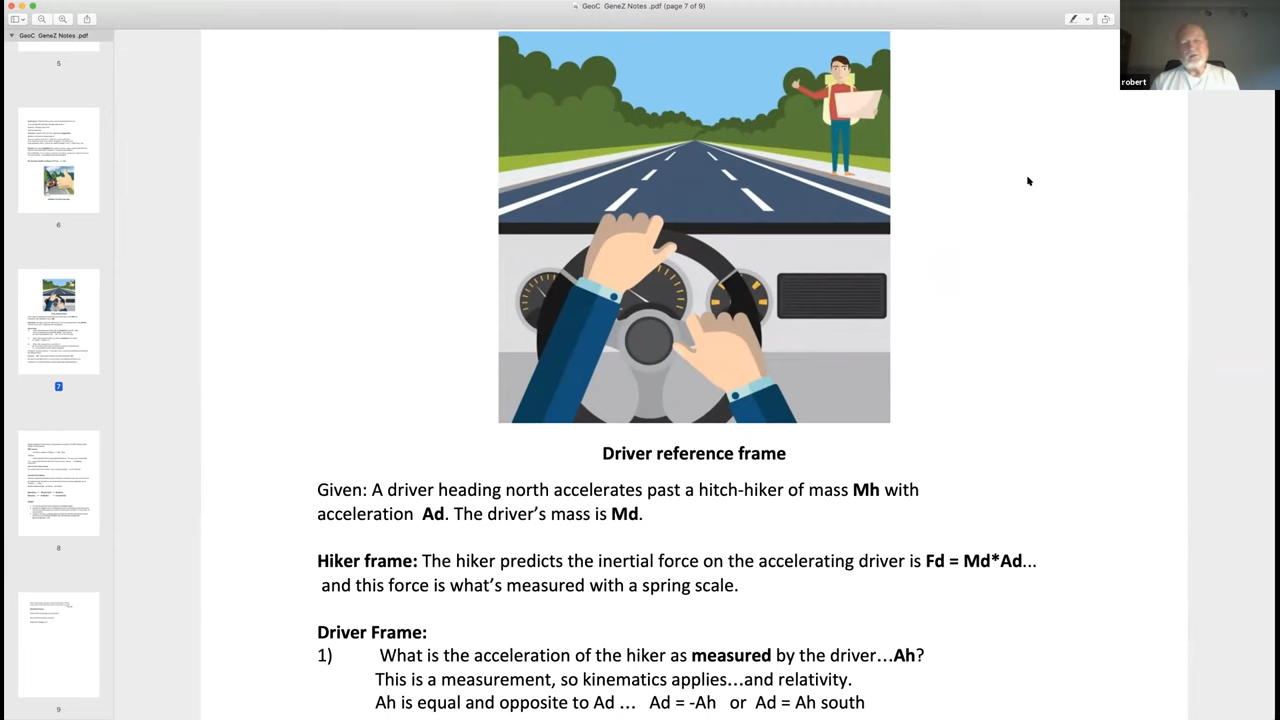 GeoC GeneZ Notes .pdf (page 7 of 9)
GeoC GeneZ Notes .pdf
5
6
7
8
9
robert
Driver reference frame
Given: A driver heading north accelerates past a hitch-hiker of mass Mh with
acceleration Ad. The driver's mass is Md.
Hiker frame: The hiker predicts the inertial force on the accelerating driver is Fd = Md*Ad...
and this force is what's measured with a spring scale.
Driver Frame:
1) What is the acceleration of the hiker as measured by the driver...Ah?
This is a measurement, so kinematics applies...and relativity.
Ah is equal and opposite to Ad ... Ad = -Ah or Ad = Ah south